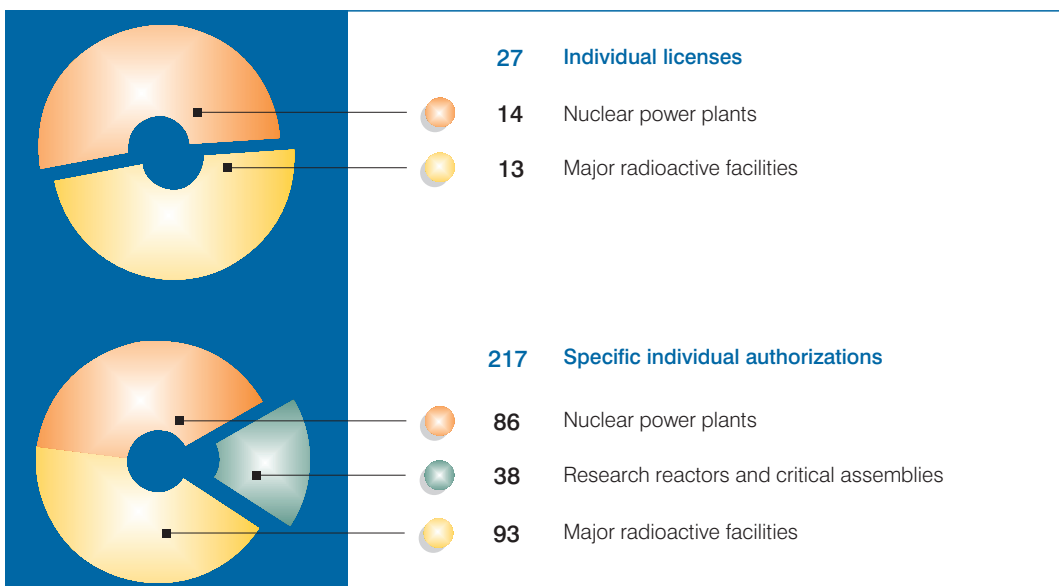 27 Individual licenses
14 Nuclear power plants
13 Major radioactive facilities
217 Specific individual authorizations
86 Nuclear power plants
38 Research reactors and critical assemblies
93 Major radioactive facilities